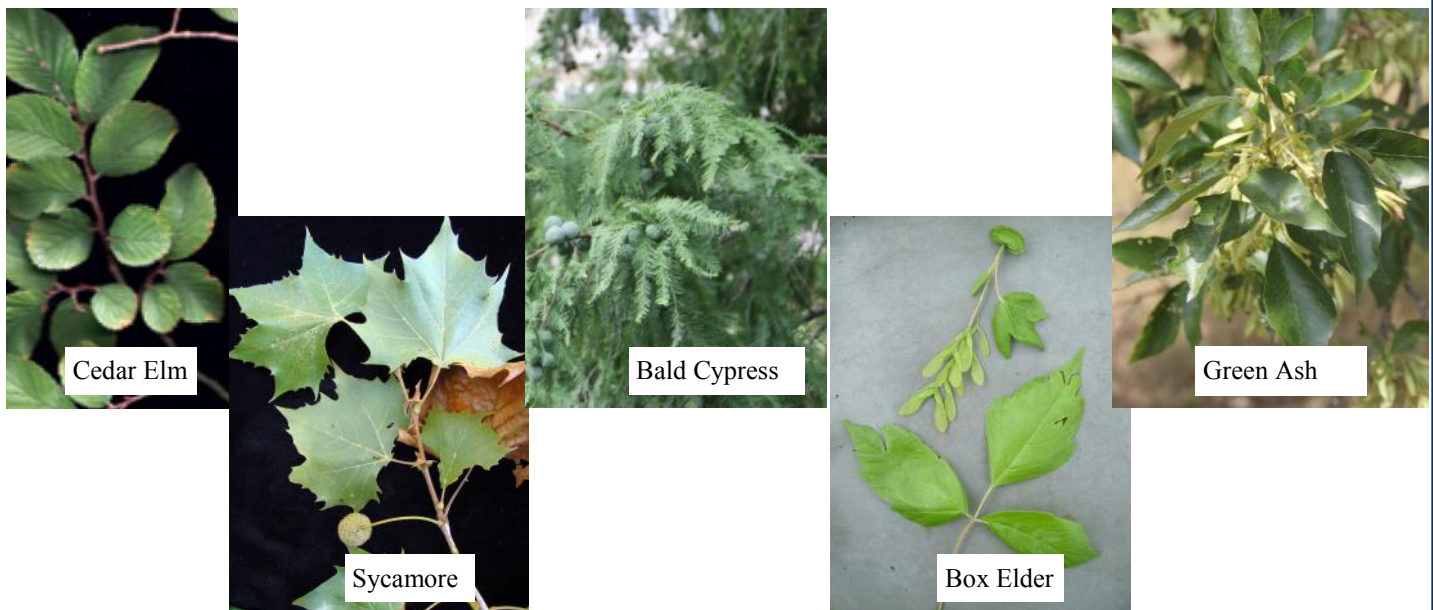 Cedar Elm
Sycamore
Bald Cypress
Box Elder
Green Ash